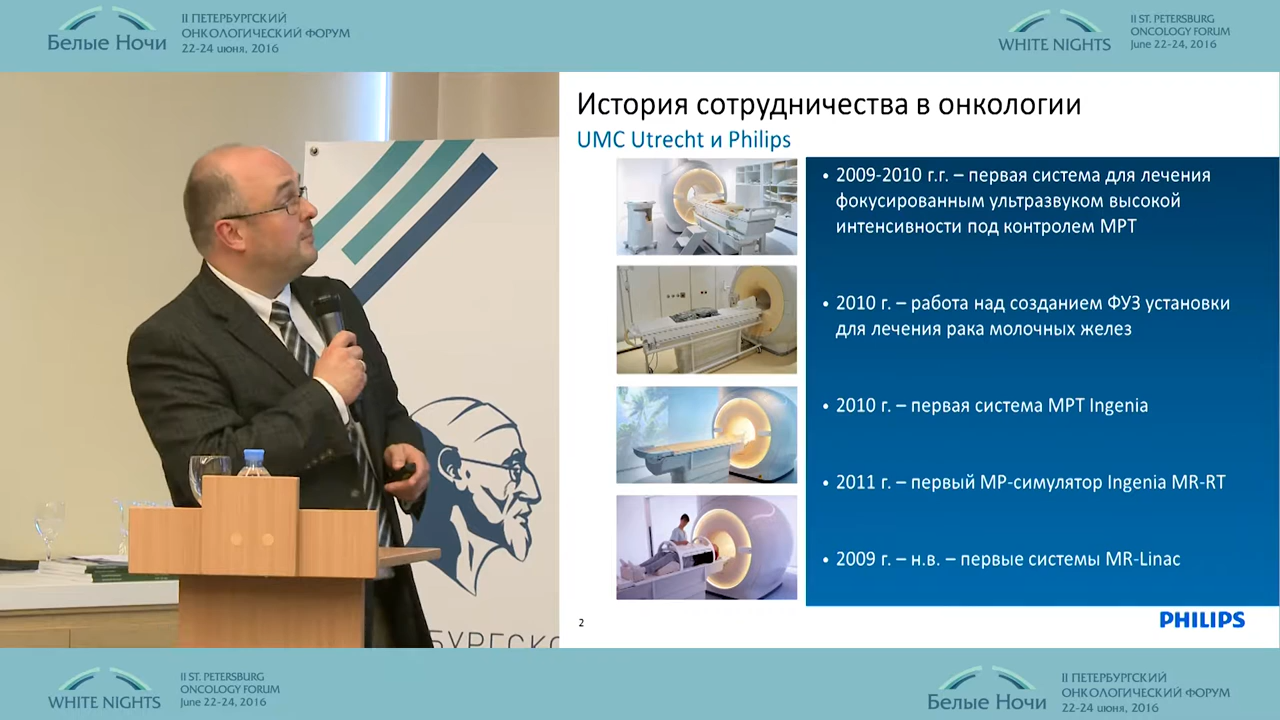 Белые Ночи
II ПЕТЕРБУРГСКИЙ
ОНКОЛОГИЧЕСКИЙ ФОРУМ
22-24 июня, 2016
WHITE NIGHTS
II ST. PETERSBURG
ONCOLOGY FORUM
June 22-24, 2016
История сотрудничества в онкологии
UMC Utrecht и Philips
• 2009-2010 г.г. – первая система для лечения
фокусированным ультразвуком высокой
интенсивности под контролем МРТ
• 2010 г. – работа над созданием ФУЗ установки
для лечения рака молочных желез
• 2010 г. – первая система МРТ Ingenia
• 2011 г. – первый МР-симулятор Ingenia MR-RT
• 2009 г. – н.в. – первые системы MR-Linac
2
PHILIPS
БУРГСКО
WHITE NIGHTS
II ST. PETERSBURG
ONCOLOGY FORUM
June 22-24, 2016
Белые Ночи
II ПЕТЕРБУРГСКИЙ
ОНКОЛОГИЧЕСКИЙ ФОРУМ
22-24 июня, 2016